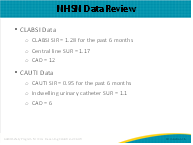 NHSN Data Review
CLABSI Data
CLABSI SIR = 1.28 for the past 6 months
Central line SUR = 1.17
CAD = 12
CAUTI Data
CAUTI SIR = 0.95 for the past 6 months
Indwelling urinary catheter SUR = 1.1
CAD = 6